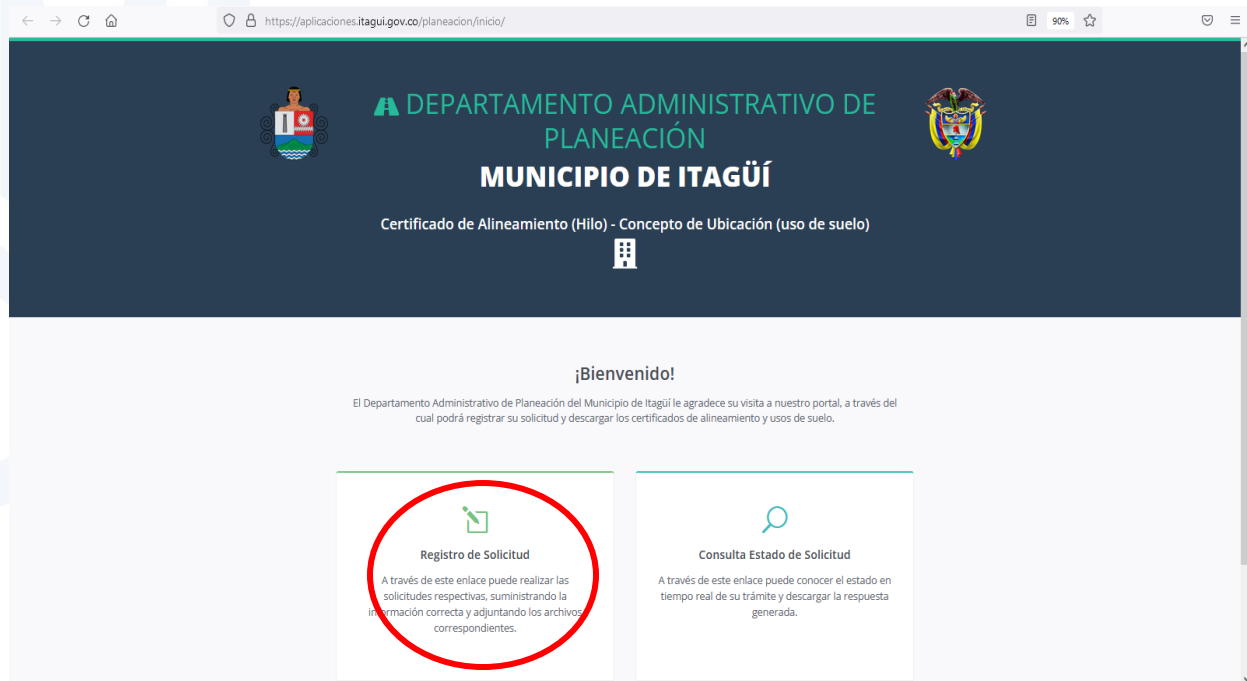 https://aplicaciones.itagui.gov.co/planeacion/inicio/
90%
DEPARTAMENTO ADMINISTRATIVO DE
PLANEACIÓN
MUNICIPIO DE ITAGÜÍ
Certificado de Alineamiento (Hilo) - Concepto de Ubicación (uso de suelo)
¡Bienvenido!
El Departamento Administrativo de Planeación del Municipio de Itagüí le agradece su visita a nuestro portal, a través del
cual podrá registrar su solicitud y descargar los certificados de alineamiento y usos de suelo.
Registro de Solicitud
A través de este enlace puede realizar las
solicitudes respectivas, suministrando la
información correcta y adjuntando los archivos
correspondientes.
Consulta Estado de Solicitud
A través de este enlace puede conocer el estado en
tiempo real de su trámite y descargar la respuesta
generada.